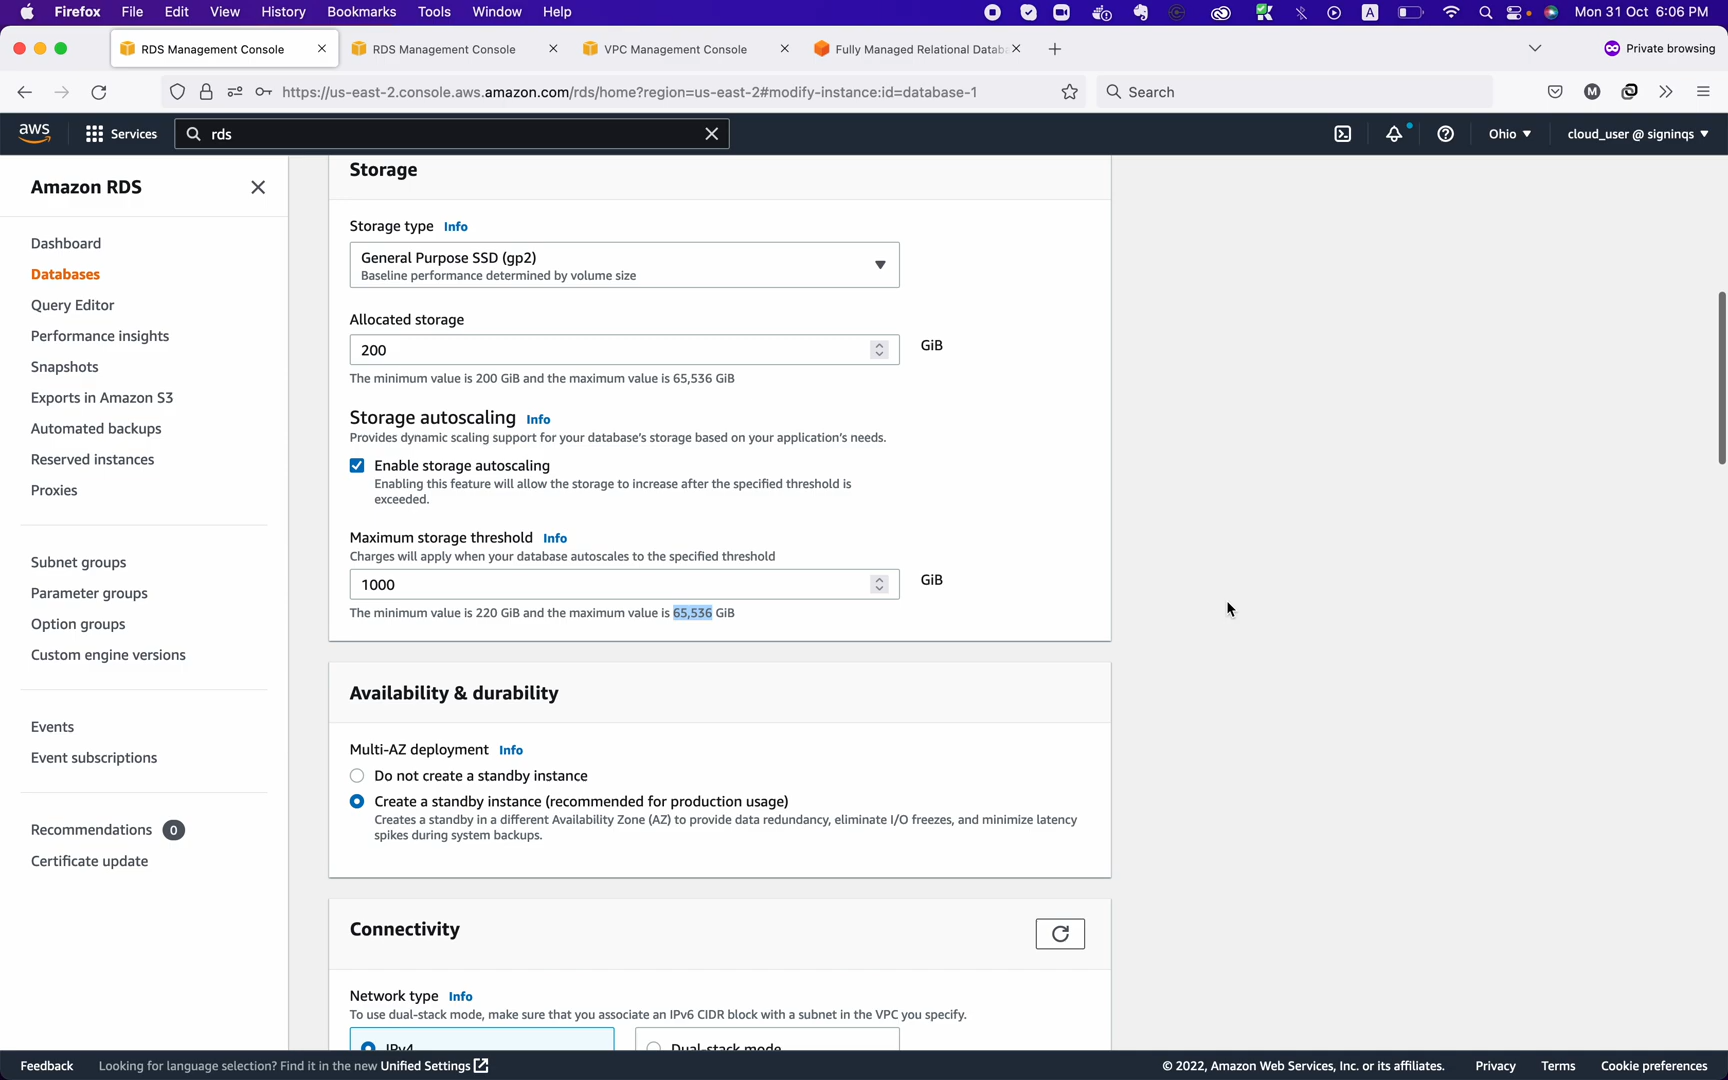 Firefox File Edit View History Bookmarks Tools Window Help A Mon 31 Oct 6:06 PM
RDS Management Console RDS Management Console VPC Management Console Fully Managed Relational Datab Private browsing
https://us-east-2.console.aws.amazon.com/rds/home?region=us-east-2#modify-instance:id=database-1 Search M
aws Services rds Ohio cloud_user @ signinqs
Amazon RDS
Dashboard
Databases
Query Editor
Performance insights
Snapshots
Exports in Amazon S3
Automated backups
Reserved instances
Proxies
Subnet groups
Parameter groups
Option groups
Custom engine versions
Events
Event subscriptions
Recommendations 0
Certificate update
Storage
Storage type Info
General Purpose SSD (gp2)
Baseline performance determined by volume size
Allocated storage
200 GiB
The minimum value is 200 GiB and the maximum value is 65,536 GiB
Storage autoscaling Info
Provides dynamic scaling support for your database's storage based on your application's needs.
Enable storage autoscaling
Enabling this feature will allow the storage to increase after the specified threshold is
exceeded.
Maximum storage threshold Info
Charges will apply when your database autoscales to the specified threshold
1000 GiB
The minimum value is 220 GiB and the maximum value is 65,536 GiB
Availability & durability
Multi-AZ deployment Info
Do not create a standby instance
Create a standby instance (recommended for production usage)
Creates a standby in a different Availability Zone (AZ) to provide data redundancy, eliminate I/O freezes, and minimize latency
spikes during system backups.
Connectivity
Network type Info
To use dual-stack mode, make sure that you associate an IPv6 CIDR block with a subnet in the VPC you specify.
IPv4 Dual-stack mode
Feedback Looking for language selection? Find it in the new Unified Settings © 2022, Amazon Web Services, Inc. or its affiliates. Privacy Terms Cookie preferences